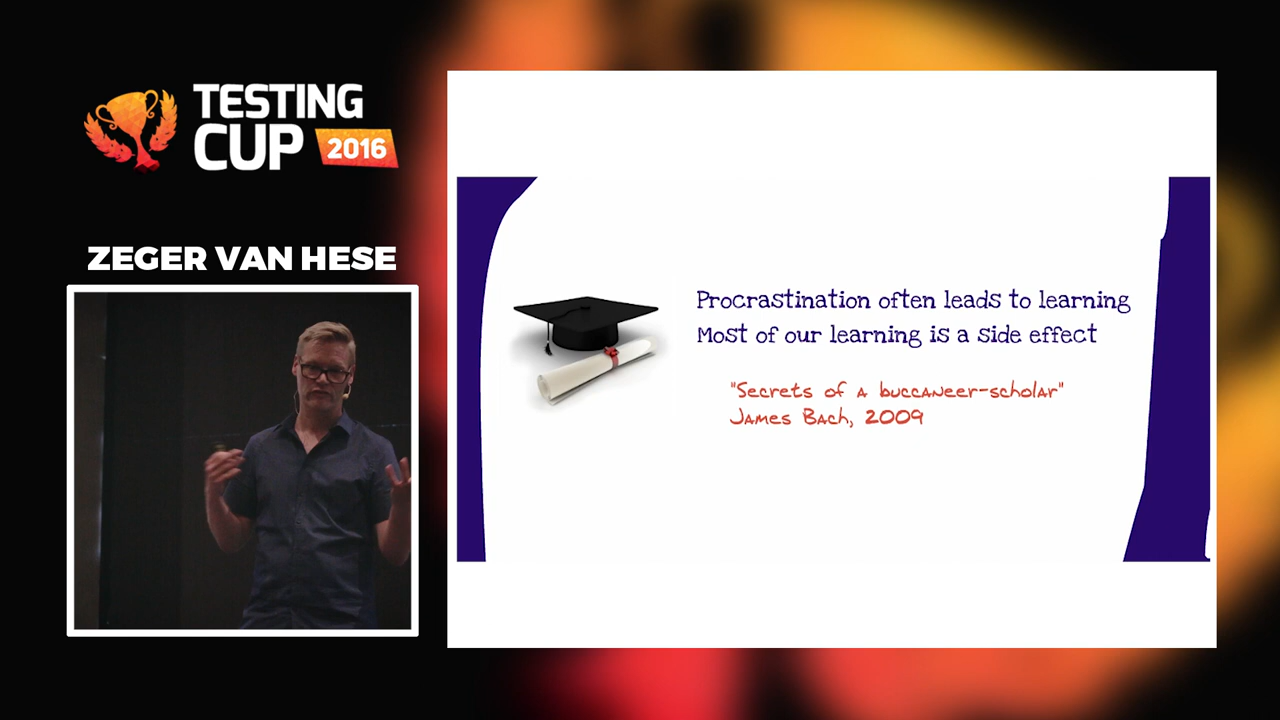 TESTING
CUP 2016
ZEGER VAN HESE
Procrastination often leads to learning
Most of our learning is a side effect
"Secrets of a buccaneer-scholar"
James Bach, 2009